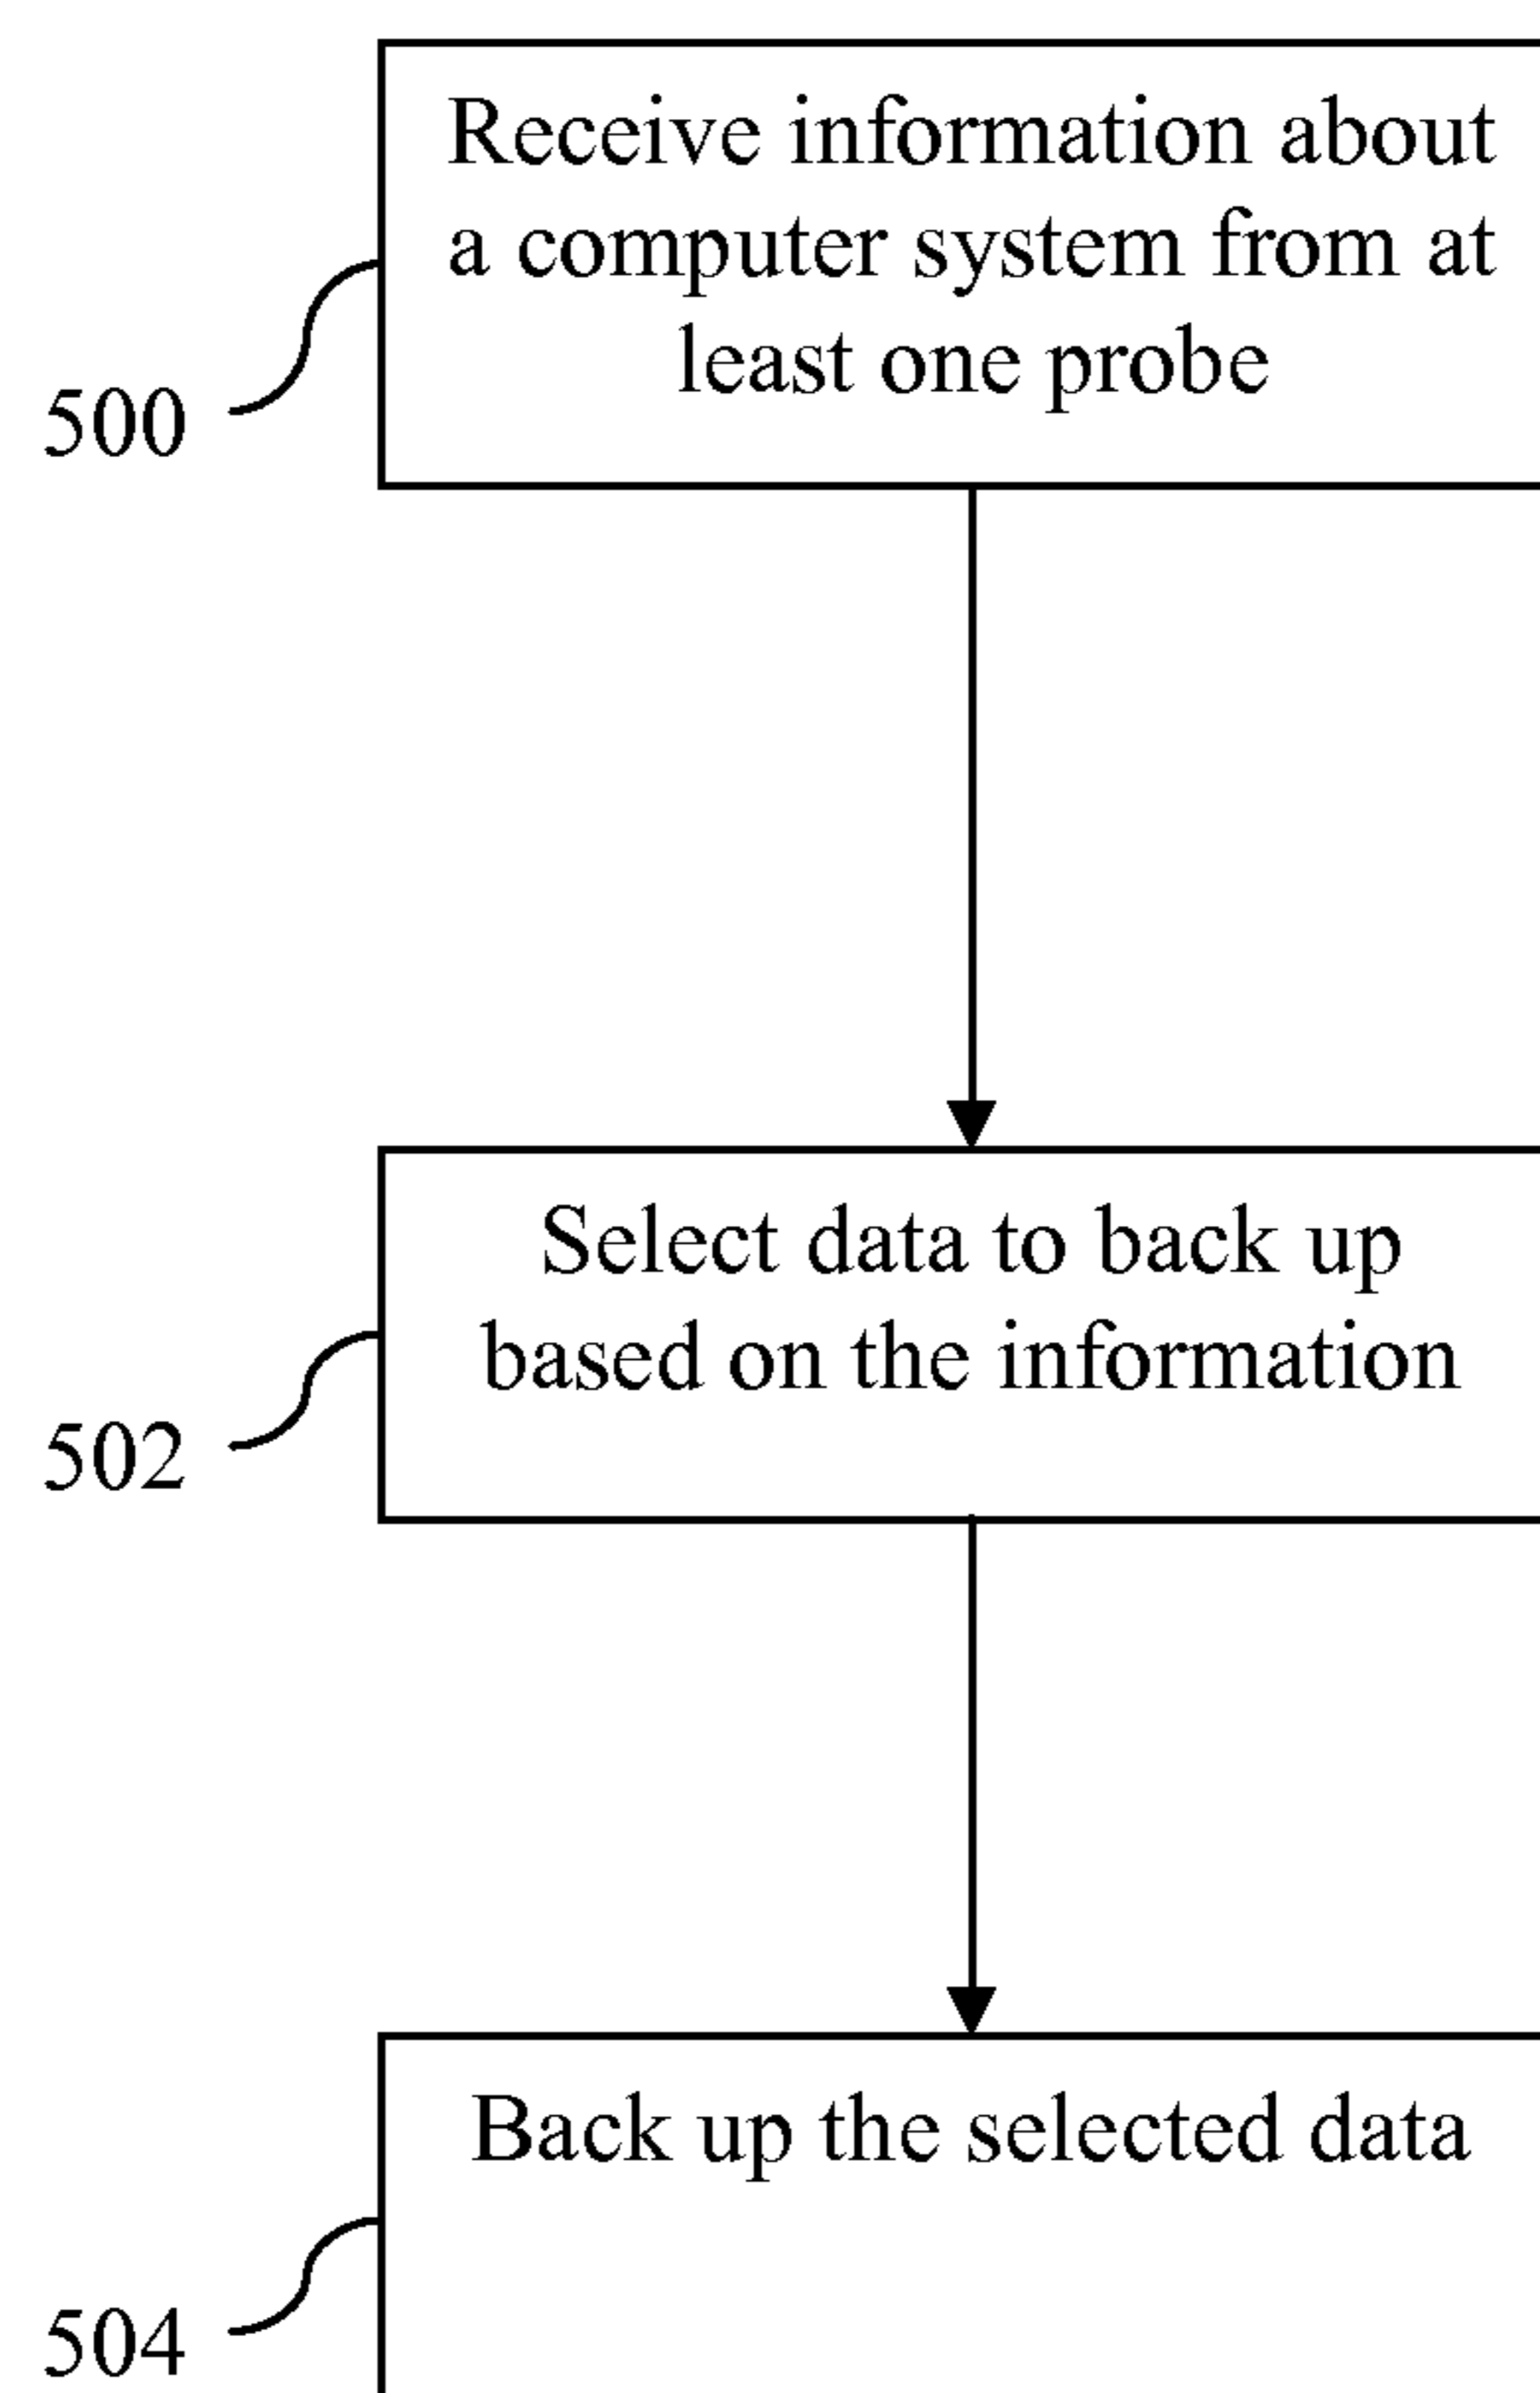 Receive information about
a computer system from at
least one probe
500
Select data to back up
based on the information
502
Back up the selected data
504